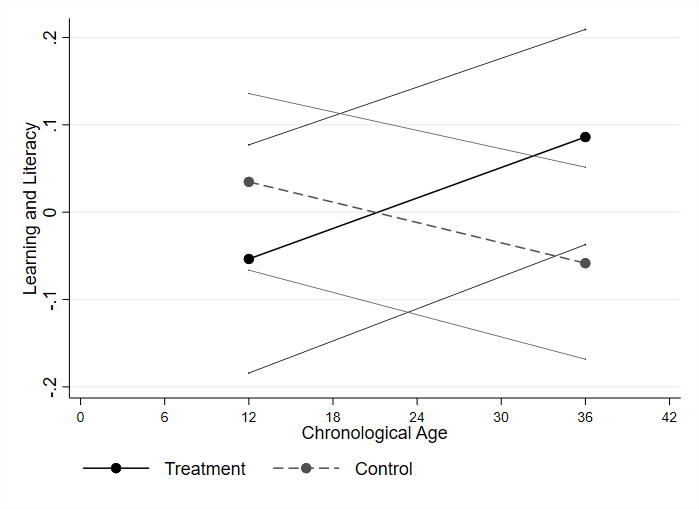 Learning and Literacy
.2
.1
0
-.1
-.2
0 6 12 18 24 30 36 42
Chronological Age
Treatment Control